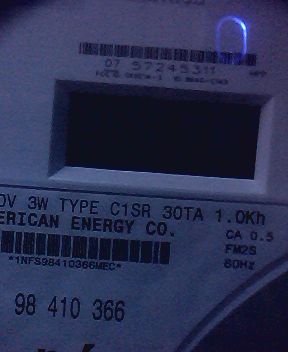 07 57245311
0V 3W TYPE C1SR 30TA 1.0Kh
ERICAN ENERGY CO.
CA 0.5
FM2S
60Hz
*1NFS98410366MEC*
98 410 366